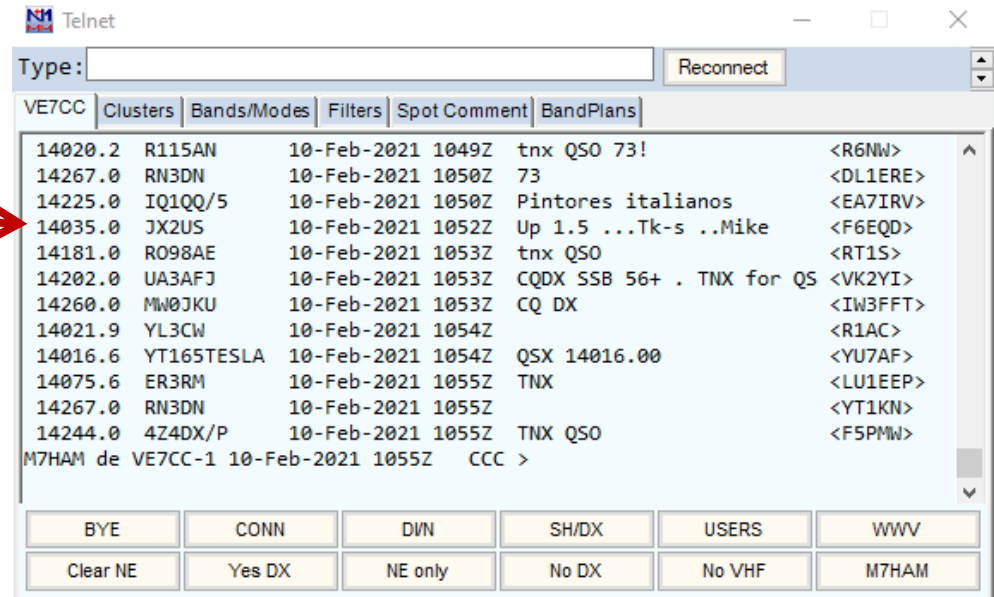 Telnet
Type: Reconnect
VE7CC Clusters Bands/Modes Filters Spot Comment BandPlans
14020.2 R115AN 10-Feb-2021 1049Z tnx QSO 73! <R6NW>
14267.0 RN3DN 10-Feb-2021 1050Z 73 <DL1ERE>
14225.0 IQ1QQ/5 10-Feb-2021 1050Z Pintores italianos <EA7IRV>
14035.0 JX2US 10-Feb-2021 1052Z Up 1.5 ...Tk-s ..Mike <F6EQD>
14181.0 RO98AE 10-Feb-2021 1053Z tnx QSO <RT1S>
14202.0 UA3AFJ 10-Feb-2021 1053Z CQDX SSB 56+ . TNX for QS <VK2YI>
14260.0 MW0JKU 10-Feb-2021 1053Z CQ DX <IW3FFT>
14021.9 YL3CW 10-Feb-2021 1054Z <R1AC>
14016.6 YT165TESLA 10-Feb-2021 1054Z QSX 14016.00 <YU7AF>
14075.6 ER3RM 10-Feb-2021 1055Z TNX <LU1EEP>
14267.0 RN3DN 10-Feb-2021 1055Z <YT1KN>
14244.0 4Z4DX/P 10-Feb-2021 1055Z TNX QSO <F5PMW>
M7HAM de VE7CC-1 10-Feb-2021 1055Z CCC >
BYE CONN DI/N SH/DX USERS WWV
Clear NE Yes DX NE only No DX No VHF M7HAM